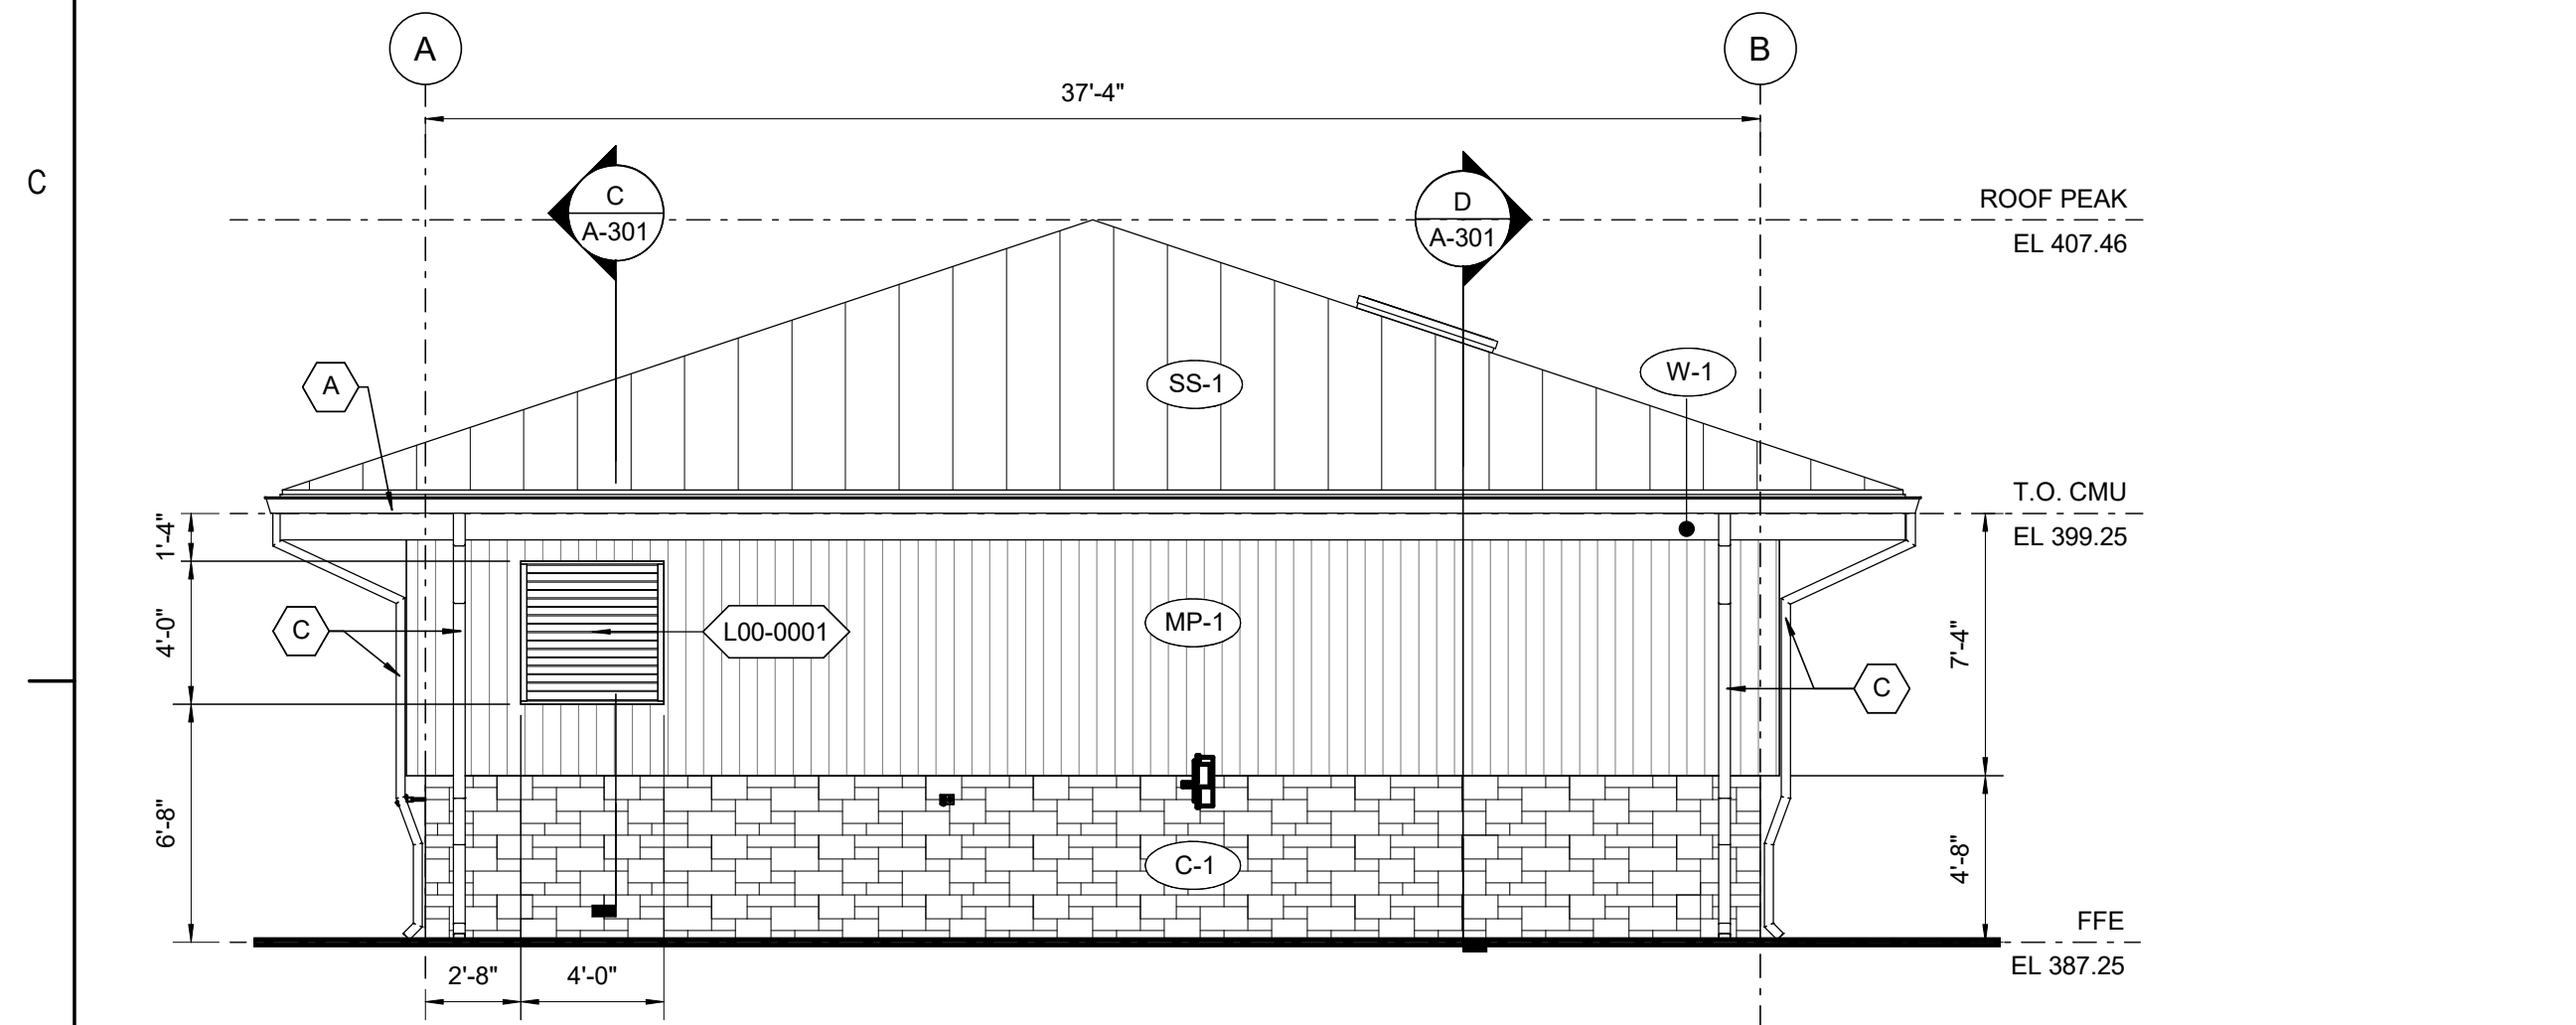 A
B
37'-4"
C
C
A-301
D
A-301
ROOF PEAK
EL 407.46
A
SS-1
W-1
T.O. CMU
EL 399.25
1'-4"
4'-0"
6'-8"
C
L00-0001
MP-1
C
7'-4"
4'-8"
C-1
FFE
EL 387.25
2'-8"
4'-0"